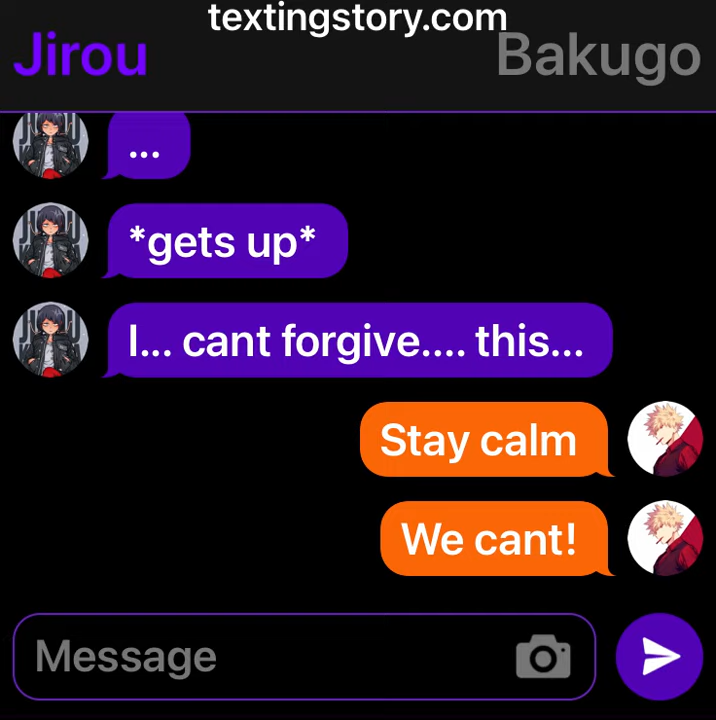 textingstory.com
Jirou
Bakugo
...
*gets up*
I... cant forgive.... this...
Stay calm
We cant!
Message